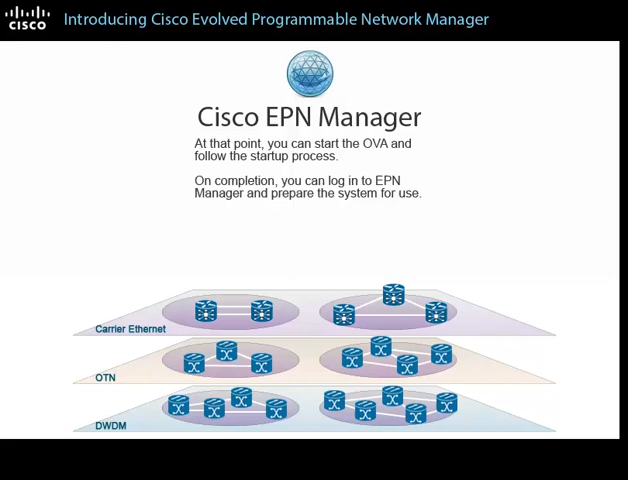 CISCO
Introducing Cisco Evolved Programmable Network Manager
Cisco EPN Manager
At that point, you can start the OVA and
follow the startup process.
On completion, you can log in to EPN
Manager and prepare the system for use.
Carrier Ethernet
OTN
DWDM